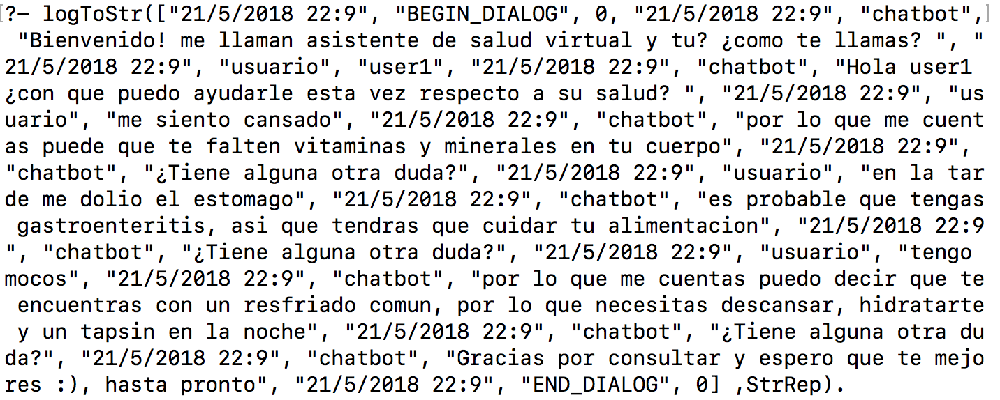 ?- logToStr(["21/5/2018 22:9", "BEGIN_DIALOG", 0, "21/5/2018 22:9", "chatbot",
"Bienvenido! me llaman asistente de salud virtual y tu? ¿como te llamas? ", "
21/5/2018 22:9", "usuario", "user1", "21/5/2018 22:9", "chatbot", "Hola user1
¿con que puedo ayudarle esta vez respecto a su salud? ", "21/5/2018 22:9", "us
uario", "me siento cansado", "21/5/2018 22:9", "chatbot", "por lo que me cuent
as puede que te falten vitaminas y minerales en tu cuerpo", "21/5/2018 22:9",
"chatbot", "¿Tiene alguna otra duda?", "21/5/2018 22:9", "usuario", "en la tar
de me dolio el estomago", "21/5/2018 22:9", "chatbot", "es probable que tengas
gastroenteritis, asi que tendras que cuidar tu alimentacion", "21/5/2018 22:9
", "chatbot", "¿Tiene alguna otra duda?", "21/5/2018 22:9", "usuario", "tengo
mocos", "21/5/2018 22:9", "chatbot", "por lo que me cuentas puedo decir que te
encuentras con un resfriado comun, por lo que necesitas descansar, hidratarte
y un tapsin en la noche", "21/5/2018 22:9", "chatbot", "¿Tiene alguna otra du
da?", "21/5/2018 22:9", "chatbot", "Gracias por consultar y espero que te mejo
res :), hasta pronto", "21/5/2018 22:9", "END_DIALOG", 0] ,StrRep).